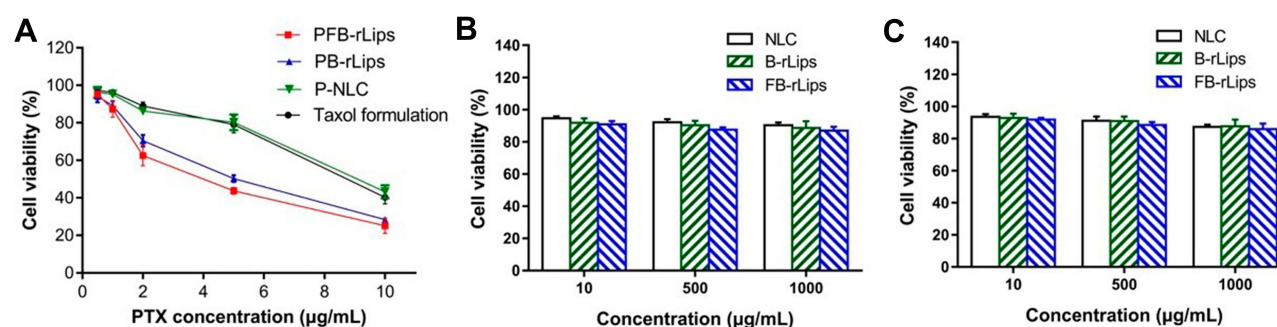 A
Cell viability (%)
120
100
80
60
40
20
0
0 2 4 6 8 10
PTX concentration (µg/mL)
PFB-rLips
PB-rLips
P-NLC
Taxol formulation
B
Cell viability (%)
140
120
100
80
60
40
20
0
10 500 1000
Concentration (µg/mL)
NLC
B-rLips
FB-rLips
C
Cell viability (%)
140
120
100
80
60
40
20
0
10 500 1000
Concentration (µg/mL)
NLC
B-rLips
FB-rLips